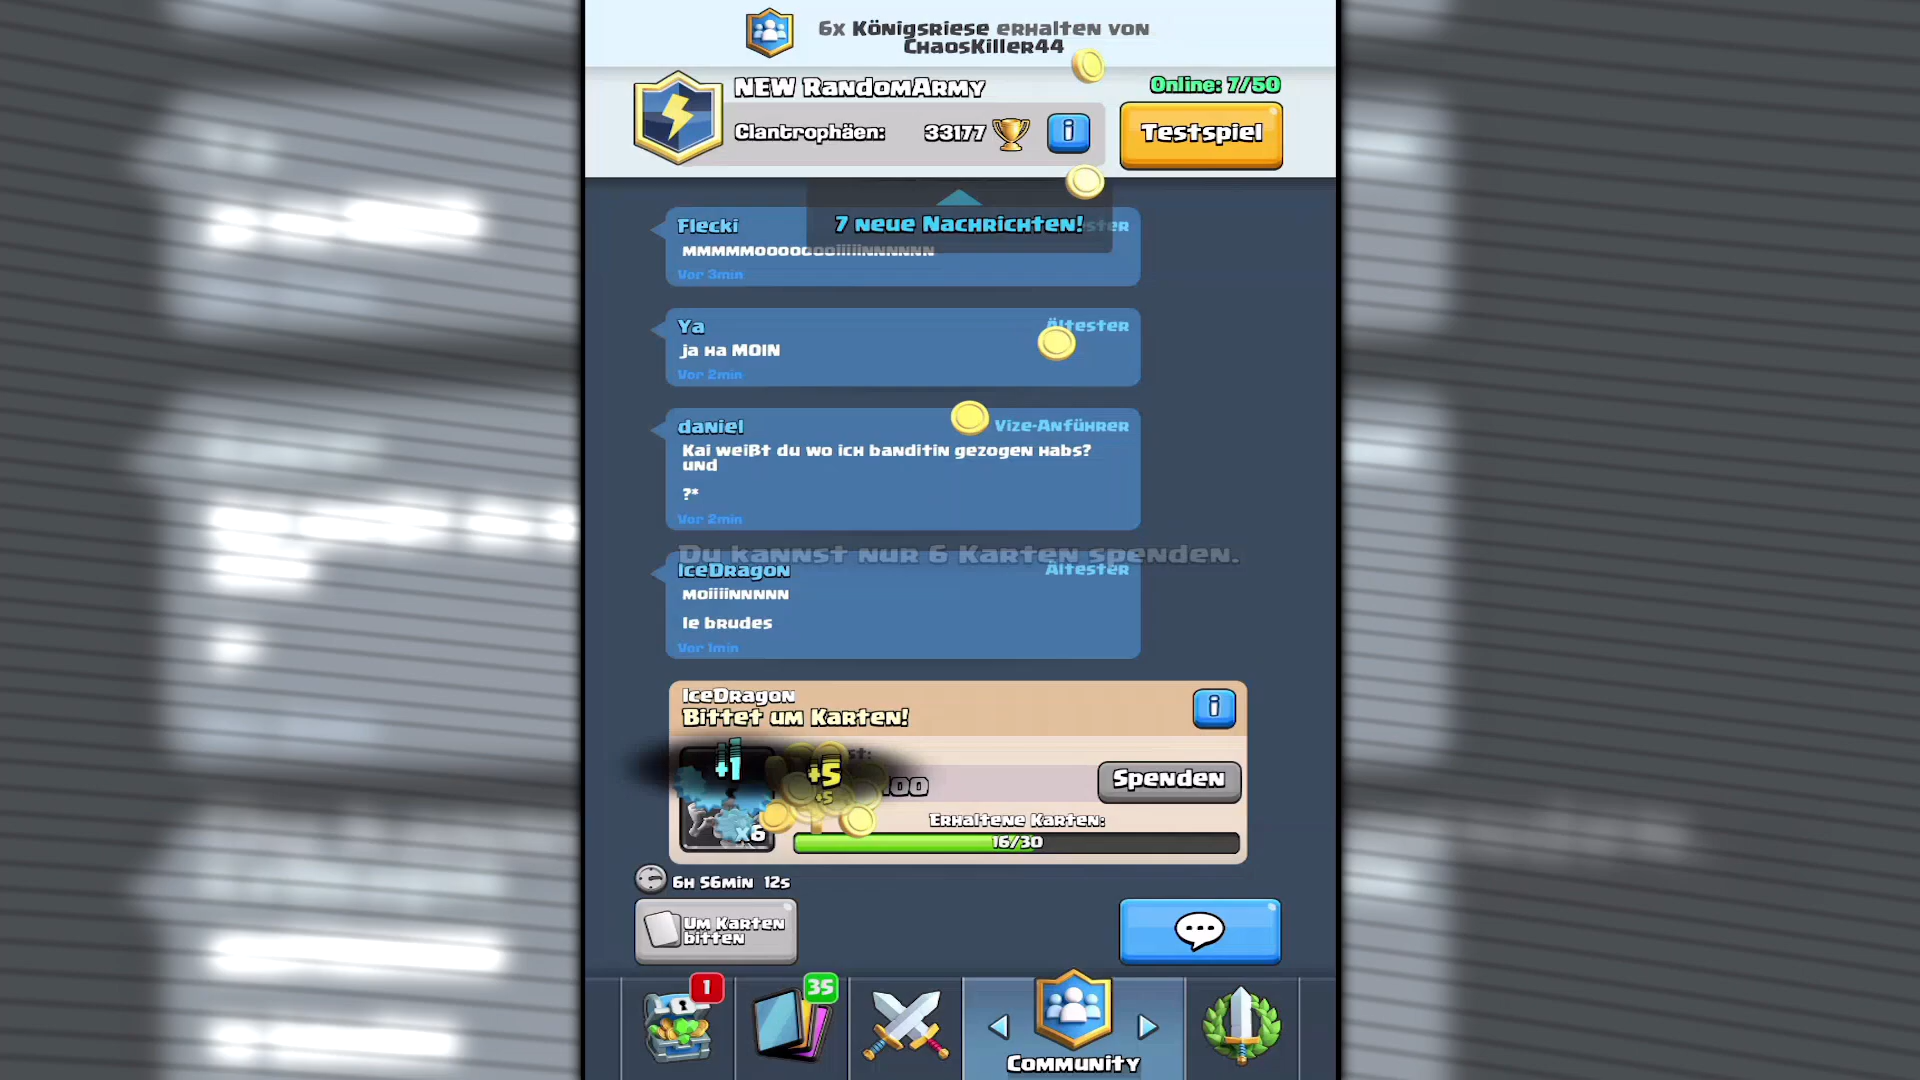 6x Königsriese erhalten von
ChaosKiller44
NEW RandomArmy
Online: 7/50
Clantrophäen: 33177
Testspiel
7 neue Nachrichten!
Flecki
Vor 3min
Ya
Ältester
ja ha MOIN
Vor 2min
daniel
Vize-Anführer
Kai weißt du wo ich banditin gezogen habs?
und
?*
Vor 2min
Du kannst nur 6 Karten spenden.
IceDragon
Ältester
moiiiinnnnn
le brudes
Vor 1min
IceDragon
Bittet um Karten!
+1
+5
+5
x6
Spenden
Erhaltene Karten:
16/30
6h 56min 12s
Um Karten
bitten
1
35
Community